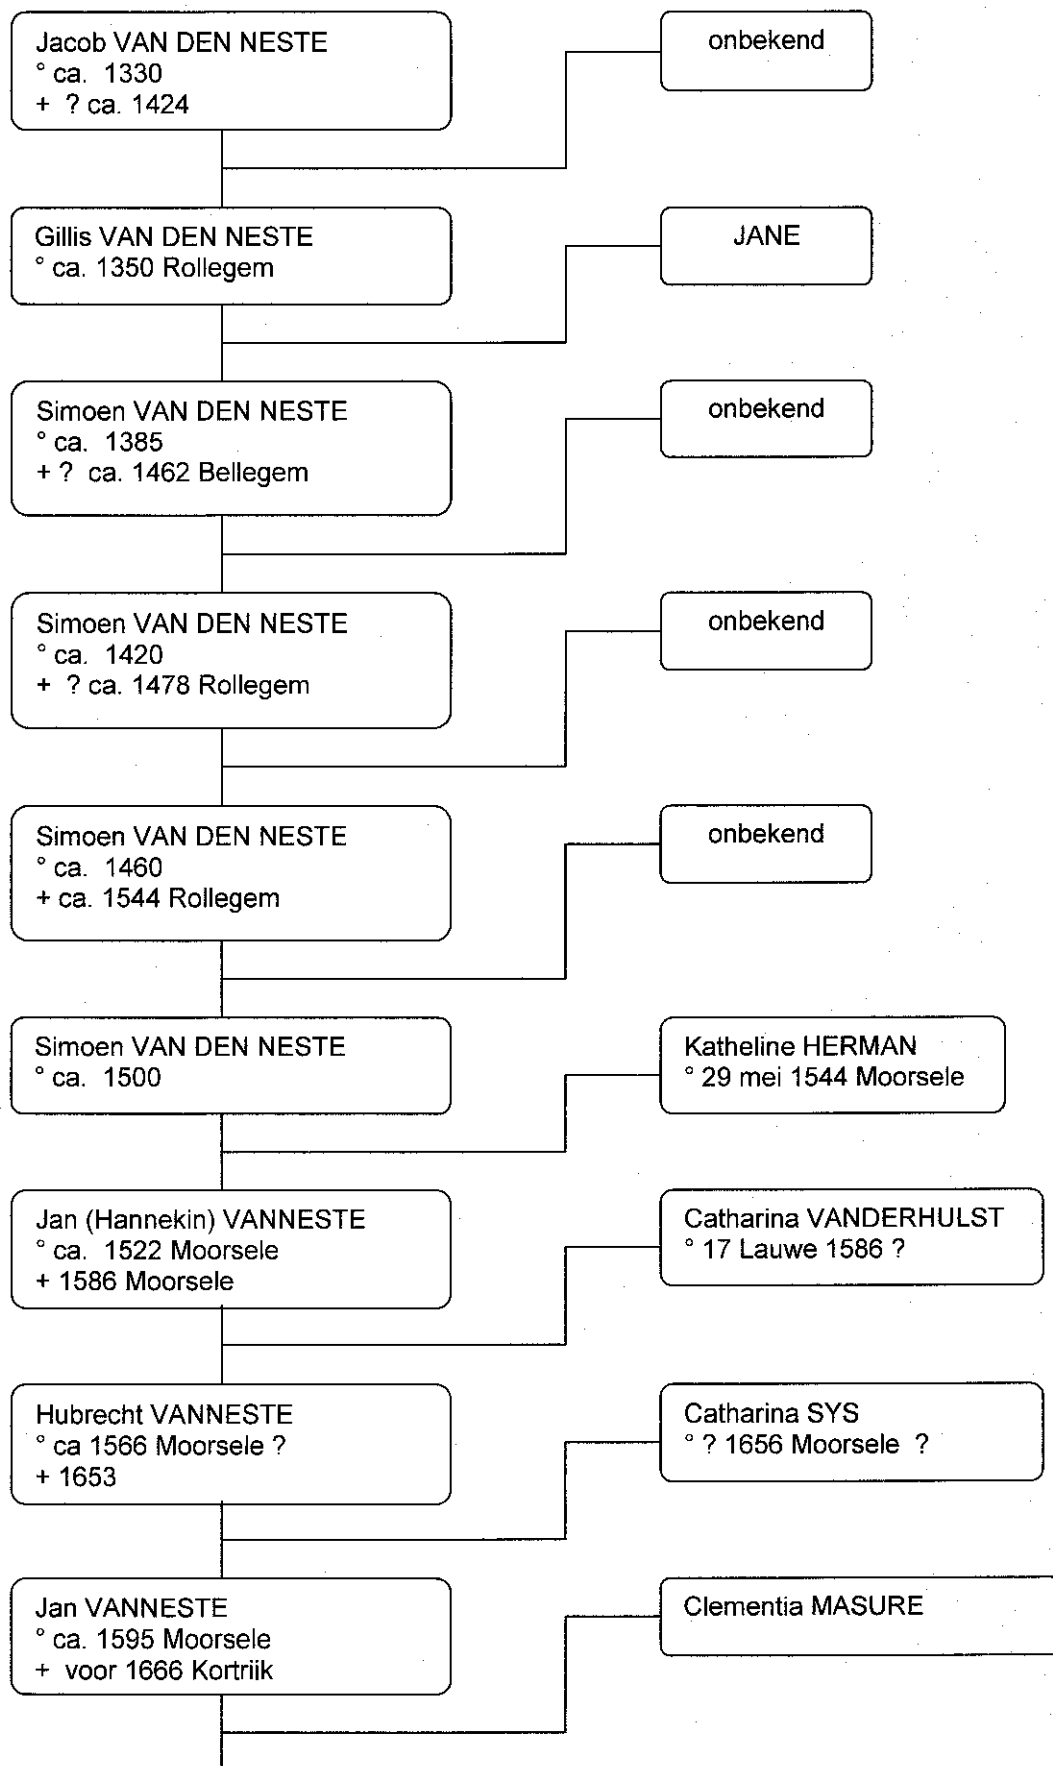 Jacob VAN DEN NESTE
° ca. 1330
+ ? ca. 1424
onbekend
Gillis VAN DEN NESTE
° ca. 1350 Rollegem
JANE
Simoen VAN DEN NESTE
° ca. 1385
+ ? ca. 1462 Bellegem
onbekend
Simoen VAN DEN NESTE
° ca. 1420
+ ? ca. 1478 Rollegem
onbekend
Simoen VAN DEN NESTE
° ca. 1460
+ ca. 1544 Rollegem
onbekend
Simoen VAN DEN NESTE
° ca. 1500
Katheline HERMAN
° 29 mei 1544 Moorsele
Jan (Hannekin) VANNESTE
° ca. 1522 Moorsele
+ 1586 Moorsele
Catharina VANDERHULST
° 17 Lauwe 1586 ?
Hubrecht VANNESTE
° ca 1566 Moorsele ?
+ 1653
Catharina SYS
° ? 1656 Moorsele ?
Jan VANNESTE
° ca. 1595 Moorsele
+ voor 1666 Kortrijk
Clementia MASURE